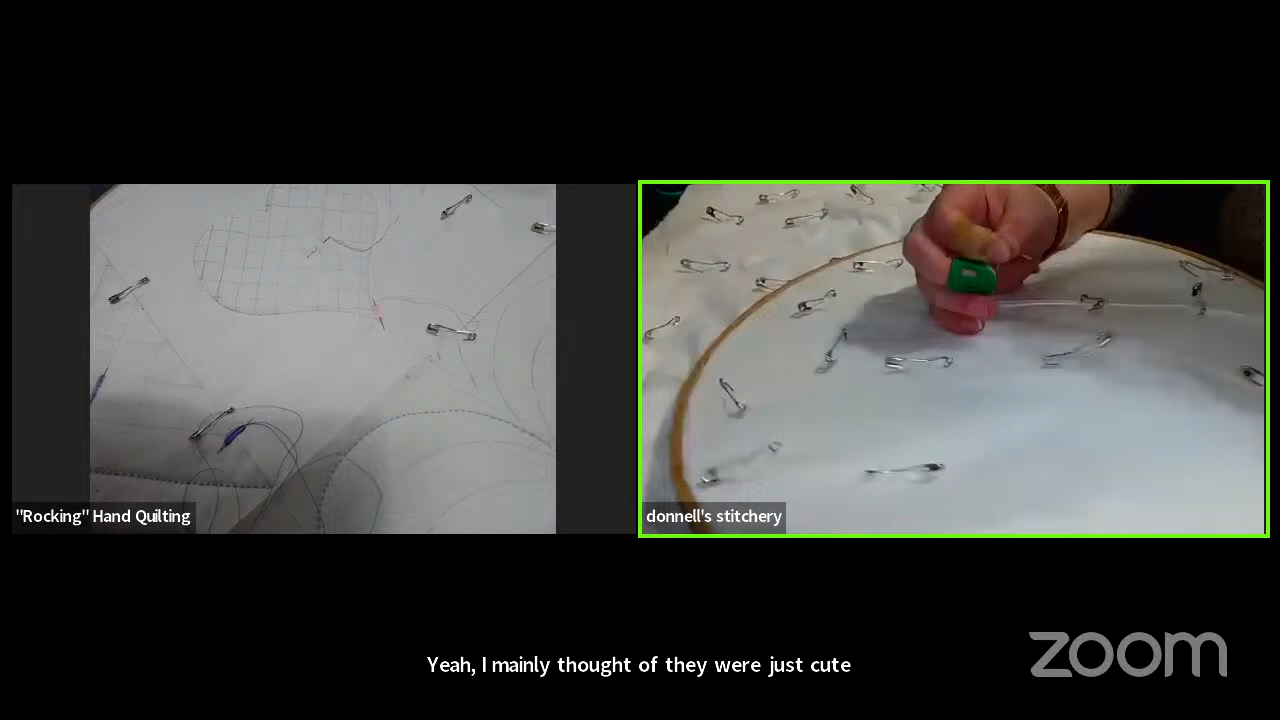 "Rocking" Hand Quilting
donnell's stitchery
Yeah, I mainly thought of they were just cute
zoom